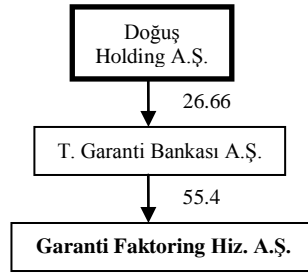 Doğuş
Holding A.Ş.
26.66
T. Garanti Bankası A.Ş.
55.4
Garanti Faktoring Hiz. A.Ş.